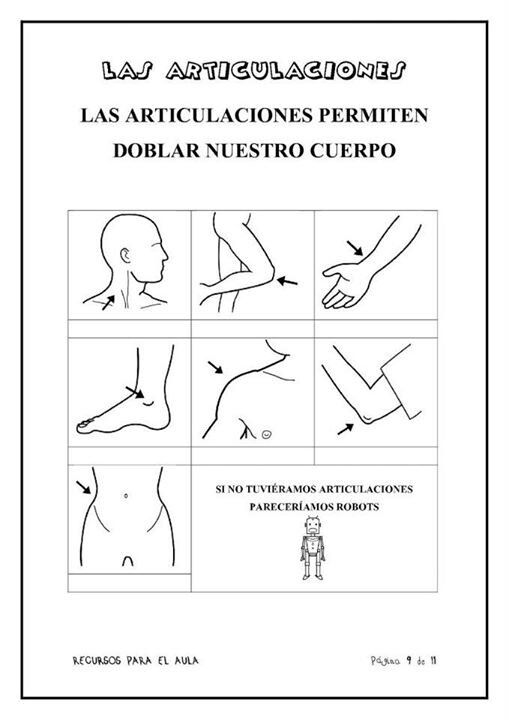 LAS ARTICULACIONES
LAS ARTICULACIONES PERMITEN
DOBLAR NUESTRO CUERPO
SI NO TUVIÉRAMOS ARTICULACIONES
PARECERÍAMOS ROBOTS
RECURSOS PARA EL AULA
Página 9 de 11